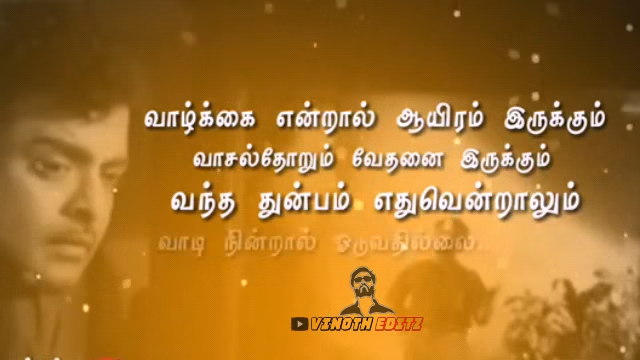 வாழ்க்கை என்றால் ஆயிரம் இருக்கும்
வாசல்தோறும் வேதனை இருக்கும்
வந்த துன்பம் எதுவென்றாலும்
வாடி நின்றால் ஓடுவதில்லை...
VINOTH EDITZ